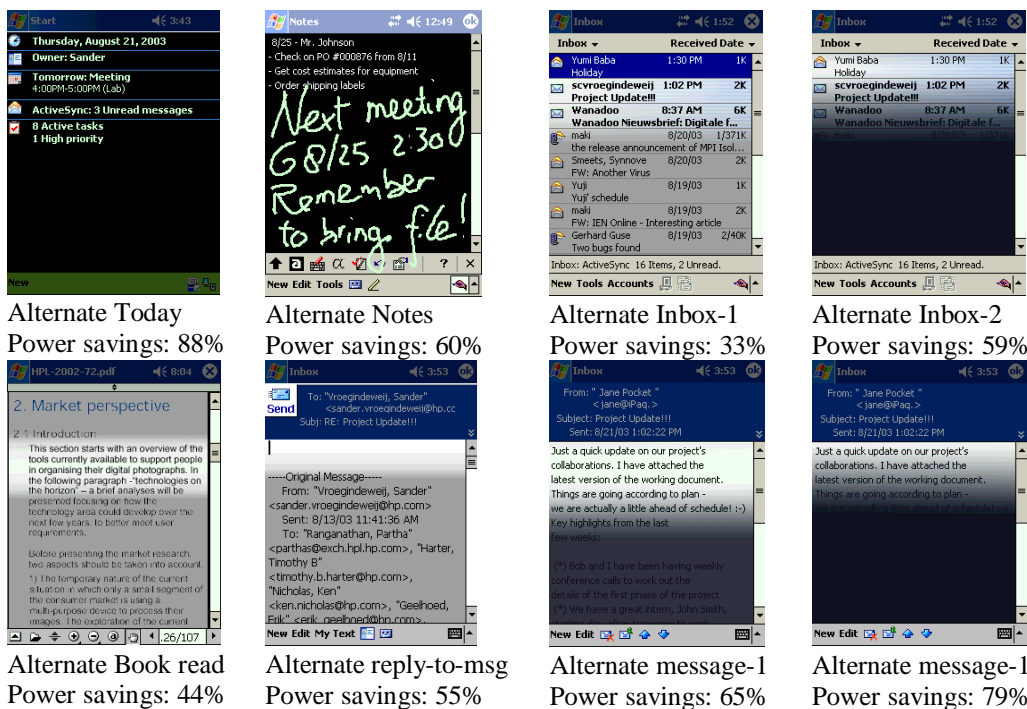 Start 3:43
Thursday, August 21, 2003
Owner: Sander
Tomorrow: Meeting
4:00PM-5:00PM (Lab)
ActiveSync: 3 Unread messages
8 Active tasks
1 High priority
New
Alternate Today
Power savings: 88%
Notes 12:49 ok
8/25 - Mr. Johnson
- Check on PO #000876 from 8/11
- Get cost estimates for equipment
- Order shipping labels
Next meeting
8/25 2:30
Remember
to bring file!
? ×
New Edit Tools
Alternate Notes
Power savings: 60%
Inbox 1:52
Inbox Received Date
Yumi Baba 1:30 PM 1K
Holiday
scvroegindeweij 1:02 PM 2K
Project Update!!!
Wanadoo 8:37 AM 6K
Wanadoo Nieuwsbrief: Digitale f...
maki 8/20/03 1/371K
the release announcement of MPI Isol...
Smeets, Synnove 8/20/03 2K
FW: Another Virus
Yuji 8/19/03 1K
Yuji' schedule
maki 8/19/03 2K
FW: IEN Online - Interesting article
Gerhard Guse 8/19/03 2/40K
Two bugs found
Inbox: ActiveSync 16 Items, 2 Unread.
New Tools Accounts
Alternate Inbox-1
Power savings: 33%
Inbox 1:52
Inbox Received Date
Yumi Baba 1:30 PM 1K
Holiday
scvroegindeweij 1:02 PM 2K
Project Update!!!
Wanadoo 8:37 AM 6K
Wanadoo Nieuwsbrief: Digitale f...
maki 8/20/03 1/371K
Inbox: ActiveSync 16 Items, 2 Unread.
New Tools Accounts
Alternate Inbox-2
Power savings: 59%
HPL-2002-72.pdf 8:04
2. Market perspective
2.1 Introduction
This section starts with an overview of the
tools currently available to support people
in organising their digital photographs. In
the following paragraph -"technologies on
the horizon" – a brief analyses will be
presented focusing on how the
technology area could develop over the
next few years, to better meet user
requirements.
Before presenting the market research,
two aspects should be taken into account.
1) The temporary nature of the current
situation in which only a small segment of
the consumer market is using a
multi-purpose device to process their
images. The exploration of the current
.26/107
Alternate Book read
Power savings: 44%
Inbox 3:53 ok
Send
To: "Vroegindeweij, Sander"
<sander.vroegindeweij@hp.cc
Subj: RE: Project Update!!!
-----Original Message-----
From: "Vroegindeweij, Sander"
<sander.vroegindeweij@hp.com>
Sent: 8/13/03 11:41:36 AM
To: "Ranganathan, Partha"
<parthas@exch.hpl.hp.com>, "Harter,
Timothy B"
<timothy.b.harter@hp.com>,
"Nicholas, Ken"
<ken.nicholas@hp.com>, "Geelhoed,
Erik" <erik_geelhoed@hp.com>,
New Edit My Text
Alternate reply-to-msg
Power savings: 55%
Inbox 3:53 ok
From: " Jane Pocket "
<jane@iPaq.>
Subject: Project Update!!!
Sent: 8/21/03 1:02:22 PM
Just a quick update on our project's
collaborations. I have attached the
latest version of the working document.
Things are going according to plan -
we are actually a little ahead of schedule! :-)
Key highlights from the last
few weeks:
(*) Bob and I have been having weekly
conference calls to work out the
details of the first phase of the project
(*) We have a great intern, John Smith,
New Edit
Alternate message-1
Power savings: 65%
Inbox 3:53 ok
From: " Jane Pocket "
<jane@iPaq.>
Subject: Project Update!!!
Sent: 8/21/03 1:02:22 PM
Just a quick update on our project's
collaborations. I have attached the
latest version of the working document.
Things are going according to plan -
we are actually a little ahead of schedule! :-)
New Edit
Alternate message-1
Power savings: 79%